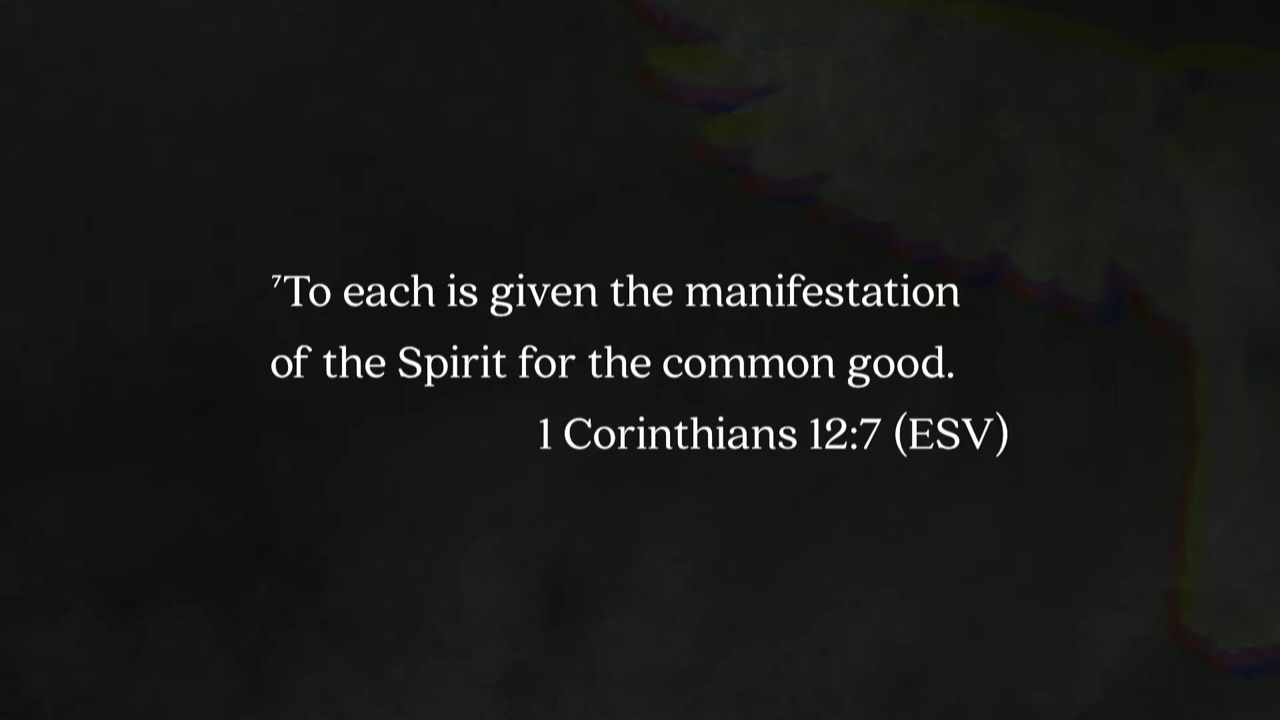 ⁷To each is given the manifestation
of the Spirit for the common good.
1 Corinthians 12:7 (ESV)